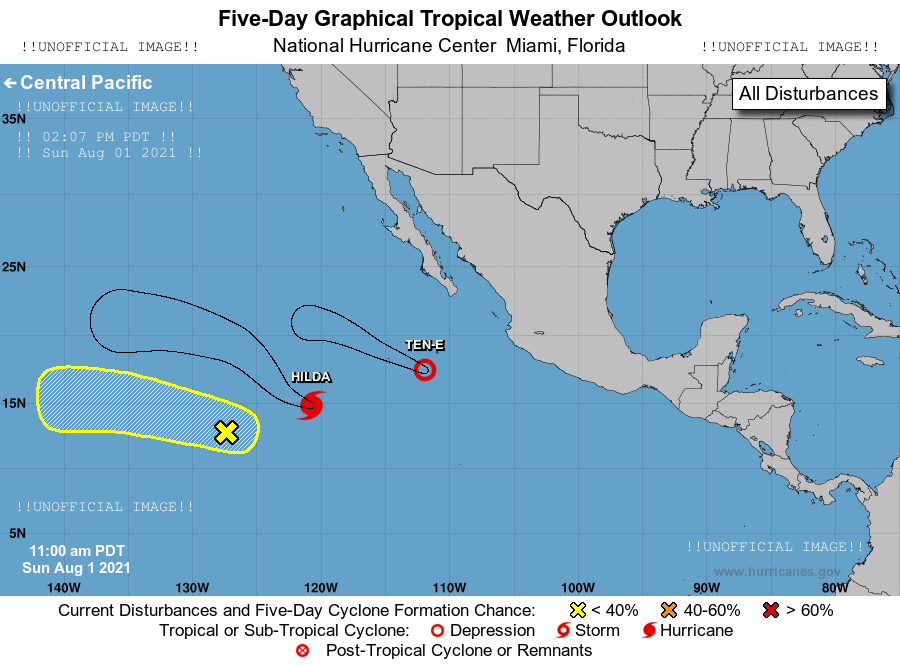 Five-Day Graphical Tropical Weather Outlook
!!UNOFFICIAL IMAGE!! National Hurricane Center Miami, Florida !!UNOFFICIAL IMAGE!!
← Central Pacific
All Disturbances
!!UNOFFICIAL IMAGE!!
35N
!! 02:07 PM PDT !!
!! Sun Aug 01 2021 !!
25N
TEN-E
HILDA
15N
!!UNOFFICIAL IMAGE!!
5N
!!UNOFFICIAL IMAGE!!
11:00 am PDT
Sun Aug 1 2021
www.hurricanes.gov
140W 130W 120W 110W 100W 90W 80W
Current Disturbances and Five-Day Cyclone Formation Chance: < 40% 40-60% > 60%
Tropical or Sub-Tropical Cyclone: Depression Storm Hurricane
Post-Tropical Cyclone or Remnants